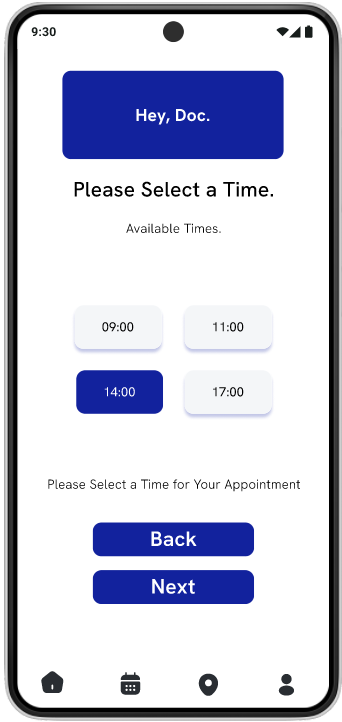 9:30
Hey, Doc.
Please Select a Time.
Available Times.
09:00 11:00
14:00 17:00
Please Select a Time for Your Appointment
Back
Next